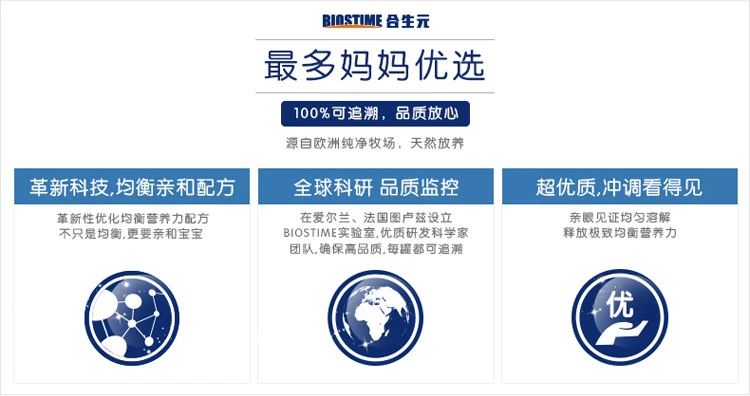 BIOSTIME 合生元
最多妈妈优选
100%可追溯，品质放心
源自欧洲纯净牧场，天然放养
革新科技,均衡亲和配方
革新性优化均衡营养力配方
不只是均衡,更要亲和宝宝
全球科研 品质监控
在爱尔兰、法国图卢兹设立
BIOSTIME实验室,优质研发科学家
团队,确保高品质,每罐都可追溯
超优质,冲调看得见
亲眼见证均匀溶解
释放极致均衡营养力
优